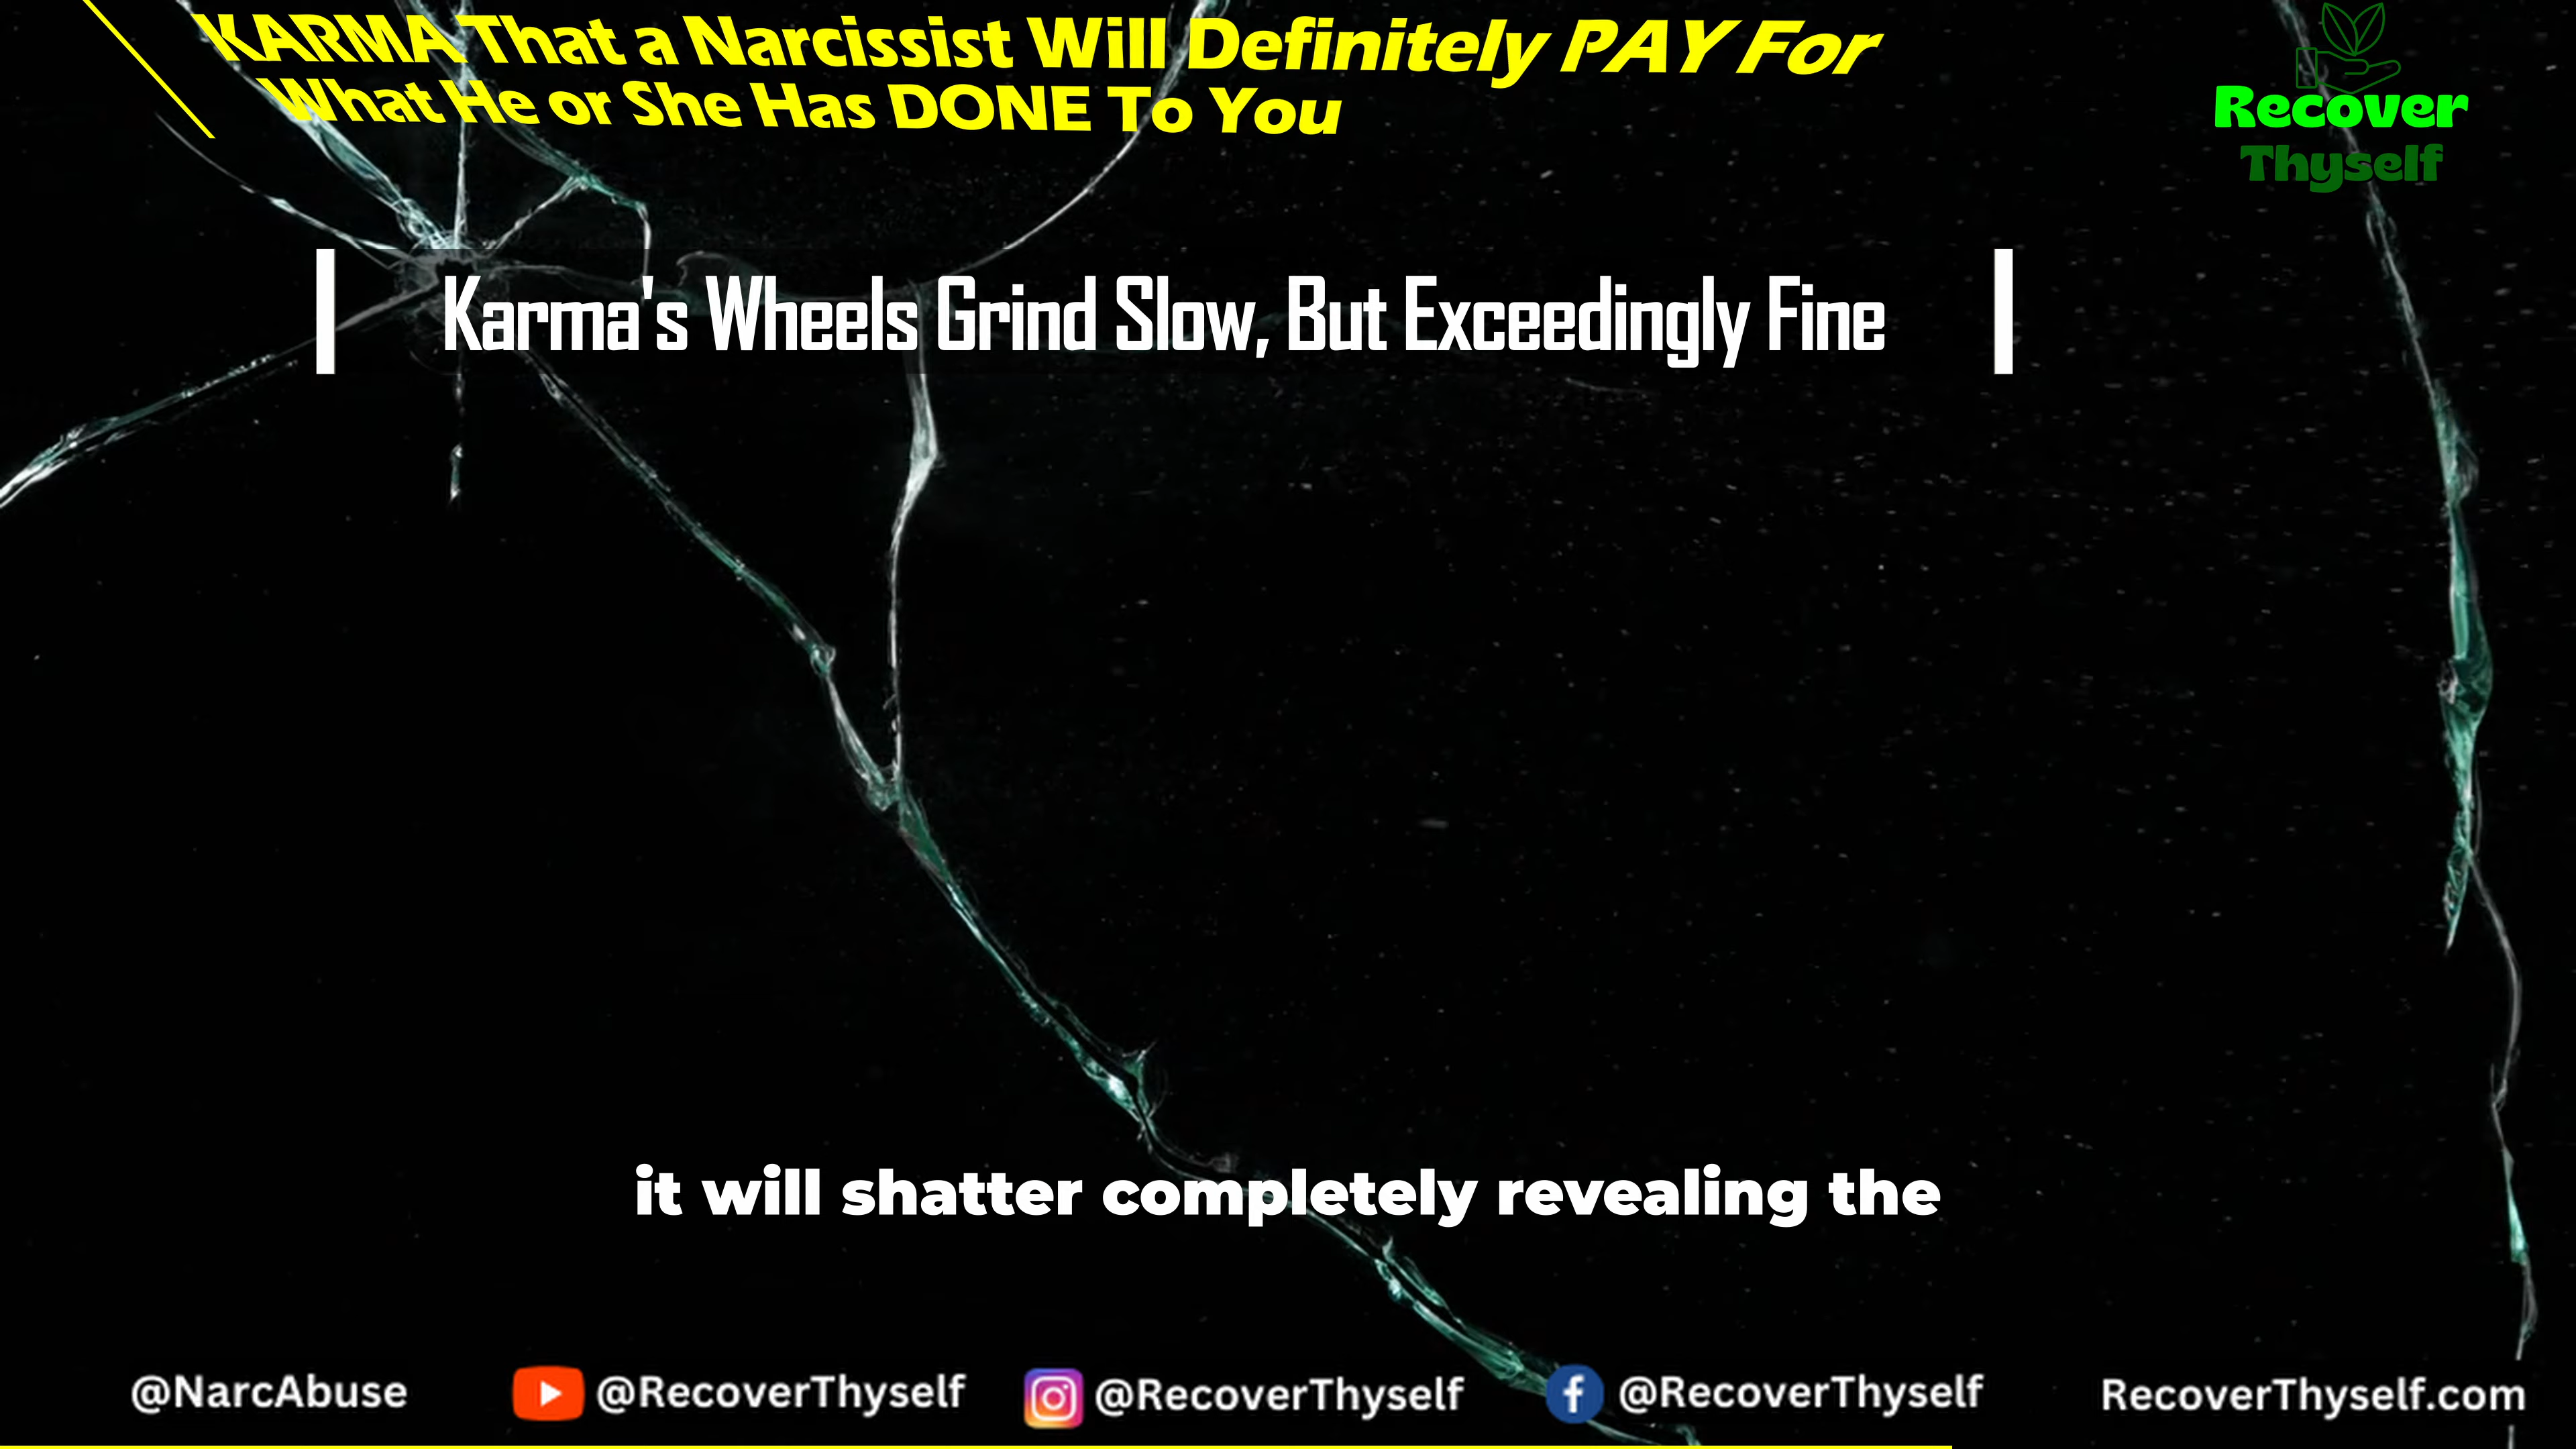 KARMA That a Narcissist Will Definitely PAY For
What He or She Has DONE To You
Recover
Thyself
Karma's Wheels Grind Slow, But Exceedingly Fine
it will shatter completely revealing the
@NarcAbuse
@RecoverThyself
@RecoverThyself
@RecoverThyself
RecoverThyself.com